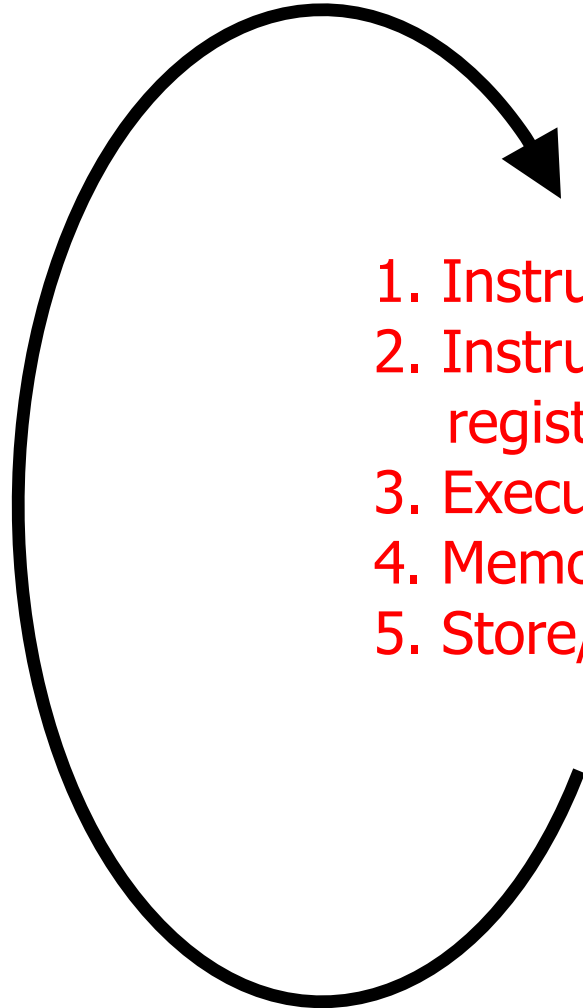 1. Instru
2. Instru
regist
3. Execu
4. Memo
5. Store/